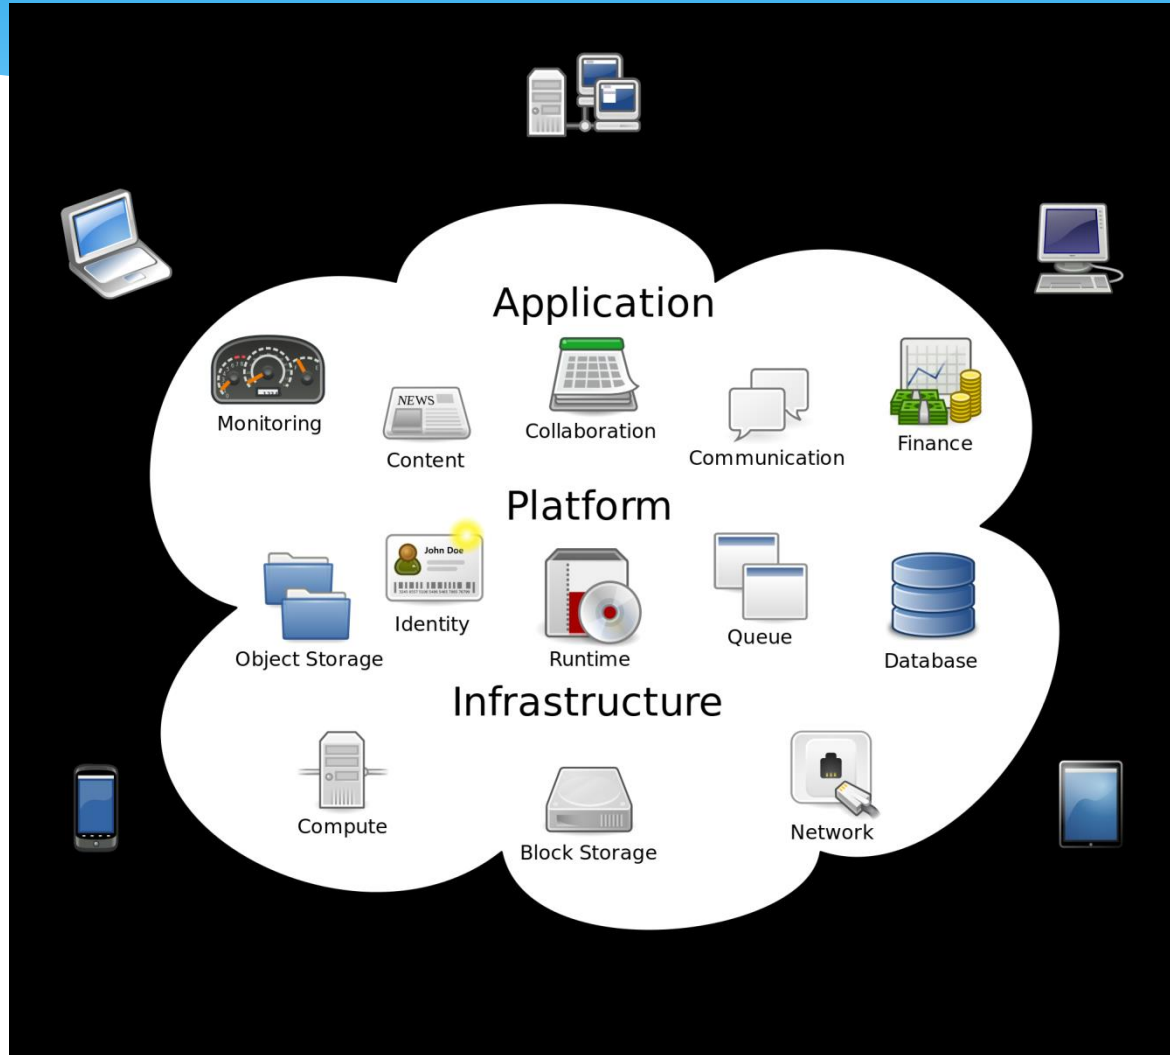 Application
Monitoring
NEWS
Content
Collaboration
Communication
Finance
Platform
John Doe
Object Storage
Identity
Runtime
Queue
Database
Infrastructure
Compute
Block Storage
Network